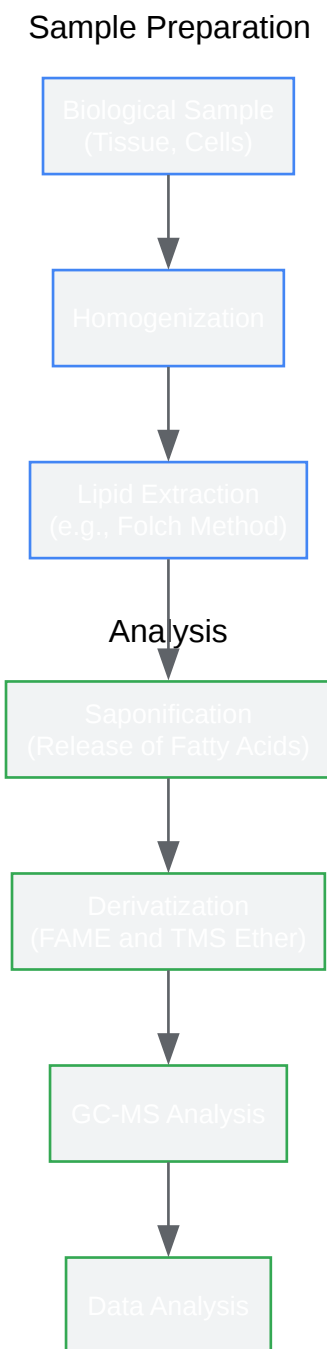 Sample Preparation
Biological Sample
(Tissue, Cells)
Homogenization
Lipid Extraction
(e.g., Folch Method)
Analysis
Saponification
(Release of Fatty Acids)
Derivatization
(FAME and TMS Ether)
GC-MS Analysis
Data Analysis